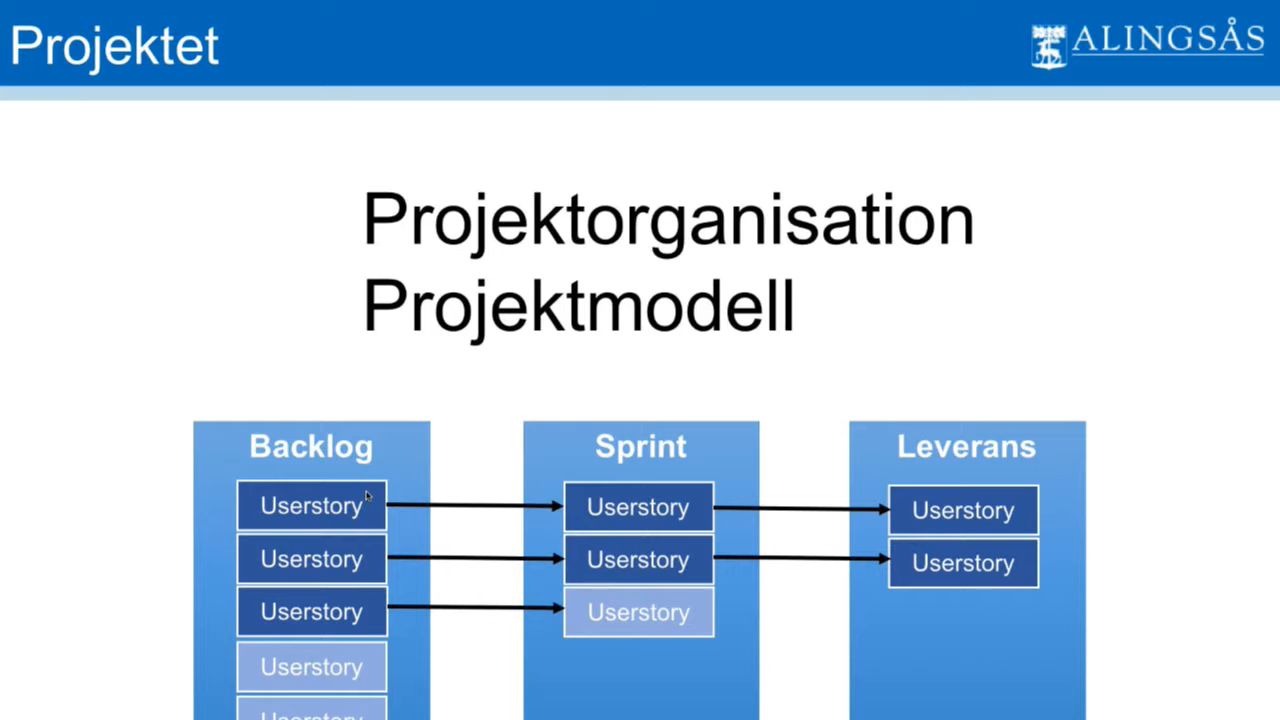 Projektet
ALINGSÅS
Projektorganisation
Projektmodell
Backlog
Sprint
Leverans
Userstory
Userstory
Userstory
Userstory
Userstory
Userstory
Userstory
Userstory
Userstory
Userstory